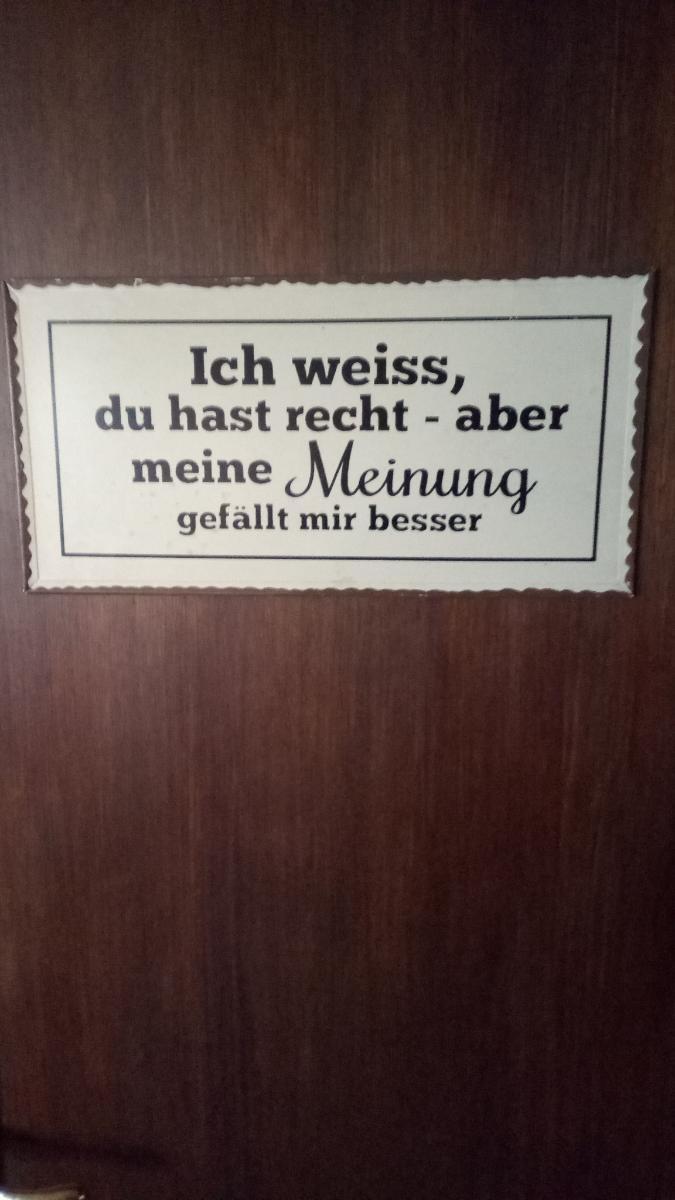 Ich weiss,
du hast recht - aber
meine Meinung
gefällt mir besser